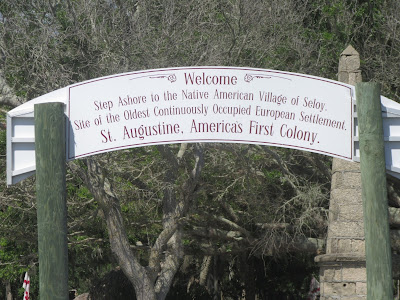 Welcome
Step Ashore to the Native American Village of Seloy.
Site of the Oldest Continuously Occupied European Settlement.
St. Augustine, America's First Colony.